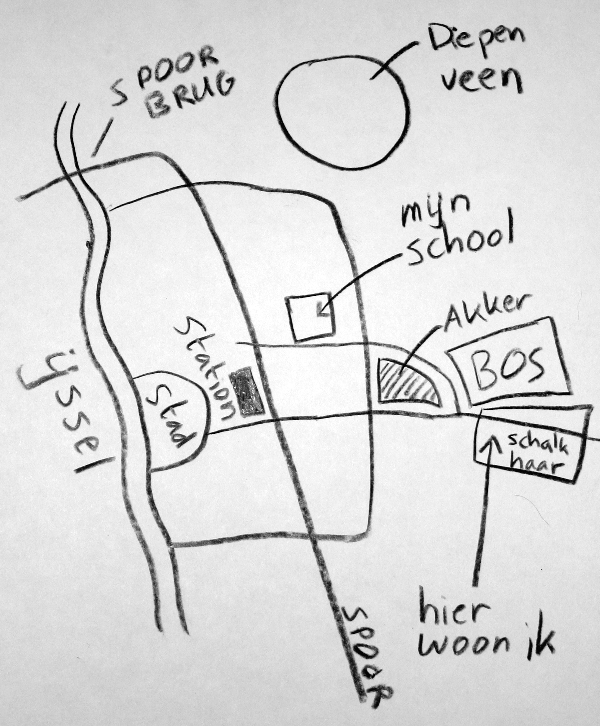 SPOOR
BRUG
Diepen
veen
mijn
school
Akker
BOS
Station
Stad
ijssel
schalk
haar
hier
woon ik
SPOOR